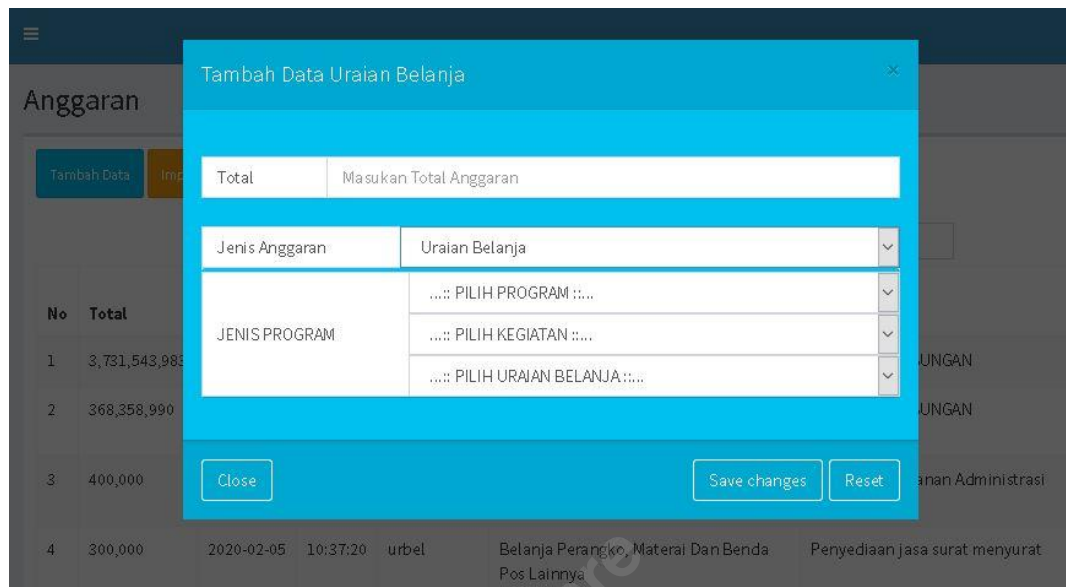 Tambah Data Uraian Belanja
×
Anggaran
Tambah Data
Total Masukan Total Anggaran
Jenis Anggaran Uraian Belanja
...:: PILIH PROGRAM ::...
No Total
JENIS PROGRAM ...:: PILIH KEGIATAN ::...
1 3,731,543,983
...:: PILIH URAIAN BELANJA ::...
2 368,358,990
3 400,000 Close Save changes Reset Administrasi
4 300,000 2020-02-05 10:37:20 urbel Belanja Perangko, Materai Dan Benda Penyediaan jasa surat menyurat
Pos Lainnya